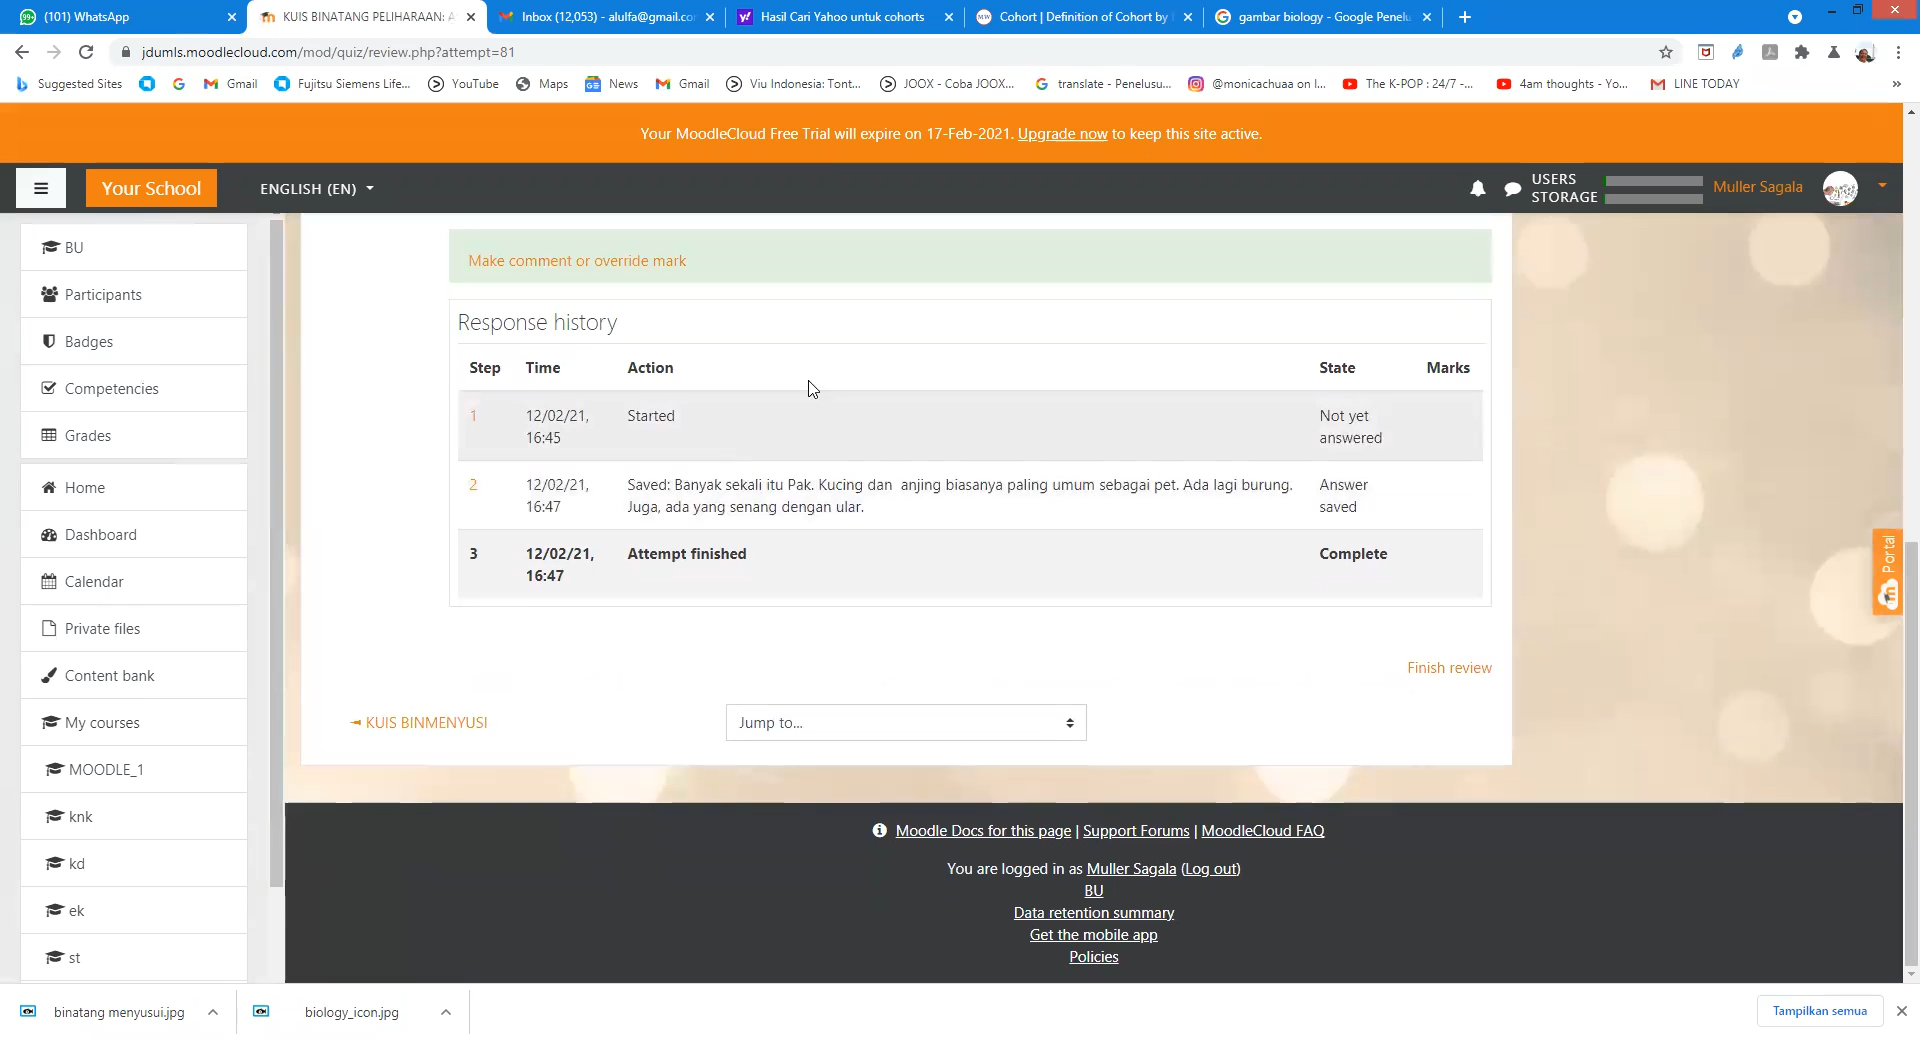 (101) WhatsApp
KUIS BINATANG PELIHARAAN: A
Inbox (12,053) - alulfa@gmail.co
Hasil Cari Yahoo untuk cohorts
Cohort | Definition of Cohort by
gambar biology - Google Penelu
jdumls.moodlecloud.com/mod/quiz/review.php?attempt=81
Suggested Sites
Gmail
Fujitsu Siemens Life...
YouTube
Maps
News
Gmail
Viu Indonesia: Tont...
JOOX - Coba JOOX...
translate - Penelusu...
@monicachuaa on I...
The K-POP : 24/7 -...
4am thoughts - Yo...
LINE TODAY
»
Your MoodleCloud Free Trial will expire on 17-Feb-2021. Upgrade now to keep this site active.
Your School
ENGLISH (EN)
USERS
STORAGE
Muller Sagala
BU
Participants
Badges
Competencies
Grades
Home
Dashboard
Calendar
Private files
Content bank
My courses
MOODLE_1
knk
kd
ek
st
Make comment or override mark
Response history
Step Time Action State Marks
1 12/02/21, Started Not yet
16:45 answered
2 12/02/21, Saved: Banyak sekali itu Pak. Kucing dan anjing biasanya paling umum sebagai pet. Ada lagi burung. Answer
16:47 Juga, ada yang senang dengan ular. saved
3 12/02/21, Attempt finished Complete
16:47
Finish review
◄ KUIS BINMENYUSI
Jump to...
Portal
Moodle Docs for this page | Support Forums | MoodleCloud FAQ
You are logged in as Muller Sagala (Log out)
BU
Data retention summary
Get the mobile app
Policies
binatang menyusui.jpg
biology_icon.jpg
Tampilkan semua